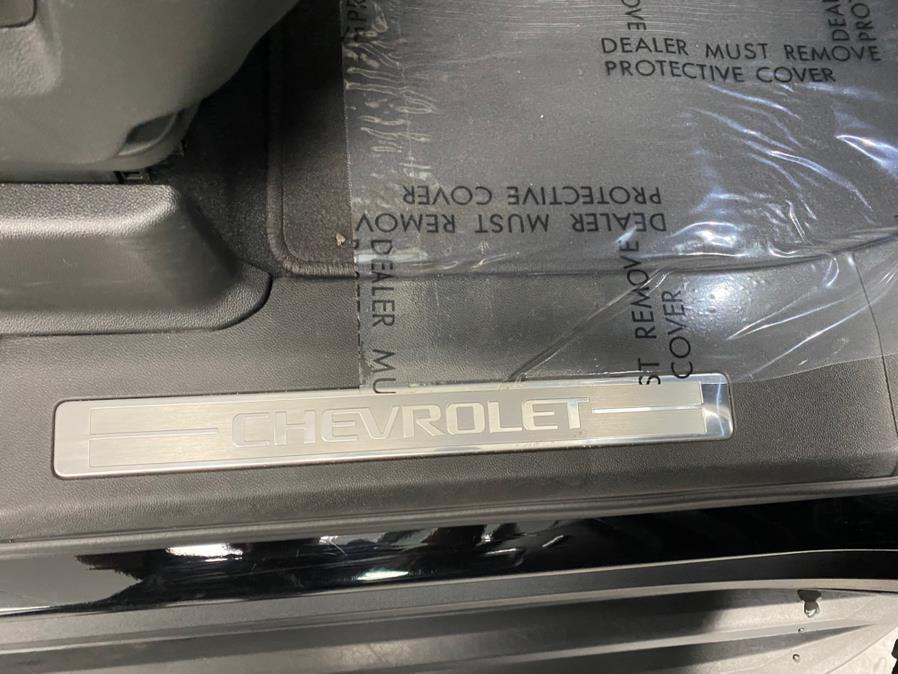 DEALER MUST REMOVE
PROTECTIVE COVER
DEALER MUST REMOV
PROTECTIVE COVER
DEALER MU
ST REMOVE
COVER
CHEVROLET